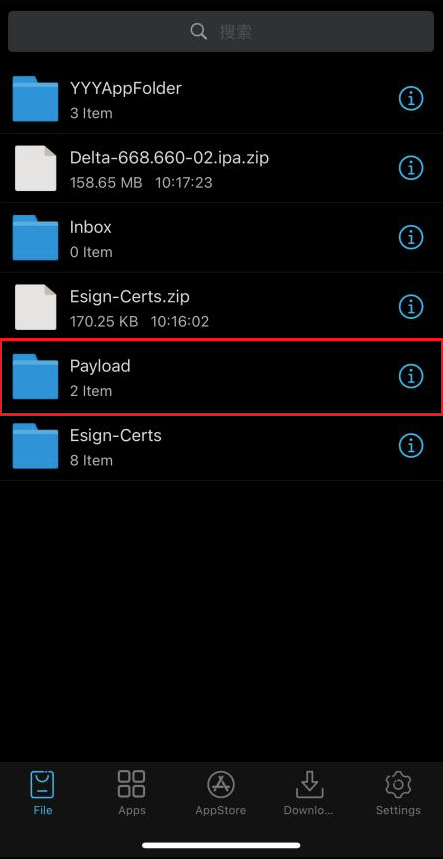 搜索
YYYAppFolder
3 Item
Delta-668.660-02.ipa.zip
158.65 MB 10:17:23
Inbox
0 Item
Esign-Certs.zip
170.25 KB 10:16:02
Payload
2 Item
Esign-Certs
8 Item
File Apps AppStore Downlo... Settings